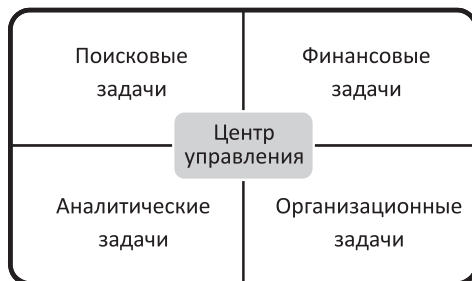 Поисковые
задачи
Финансовые
задачи
Центр
управления
Аналитические
задачи
Организационные
задачи